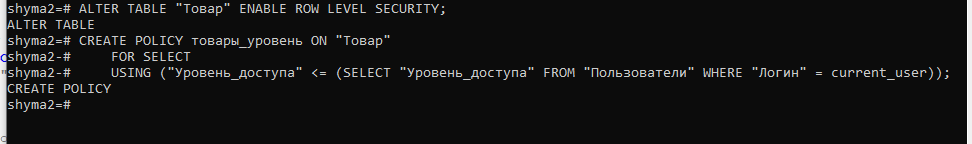 shyma2=# ALTER TABLE "Товар" ENABLE ROW LEVEL SECURITY;
ALTER TABLE
shyma2=# CREATE POLICY товары_уровень ON "Товар"
shyma2-#     FOR SELECT
shyma2-#     USING ("Уровень_доступа" <= (SELECT "Уровень_доступа" FROM "Пользователи" WHERE "Логин" = current_user));
CREATE POLICY
shyma2=#